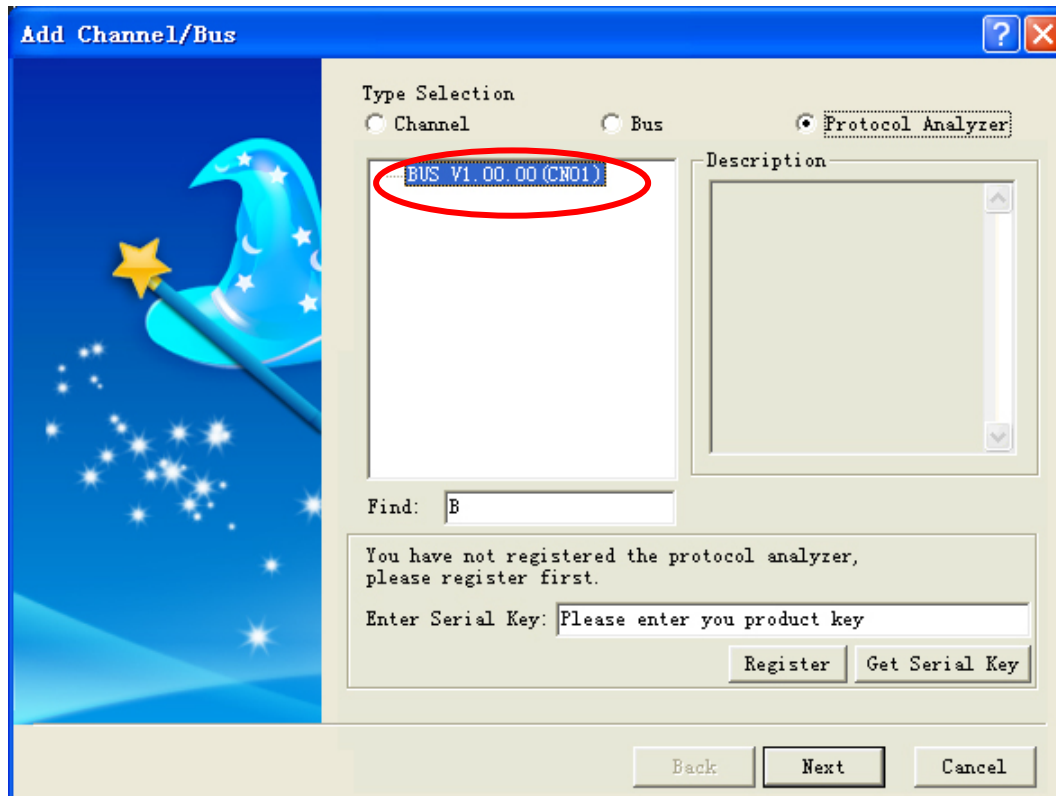 Add Channel/Bus
?
Type Selection
Channel
Bus
Protocol Analyzer
BUS V1.00.00(CN01)
Description
Find:
B
You have not registered the protocol analyzer,
please register first.
Enter Serial Key:
Please enter you product key
Register
Get Serial Key
Back
Next
Cancel